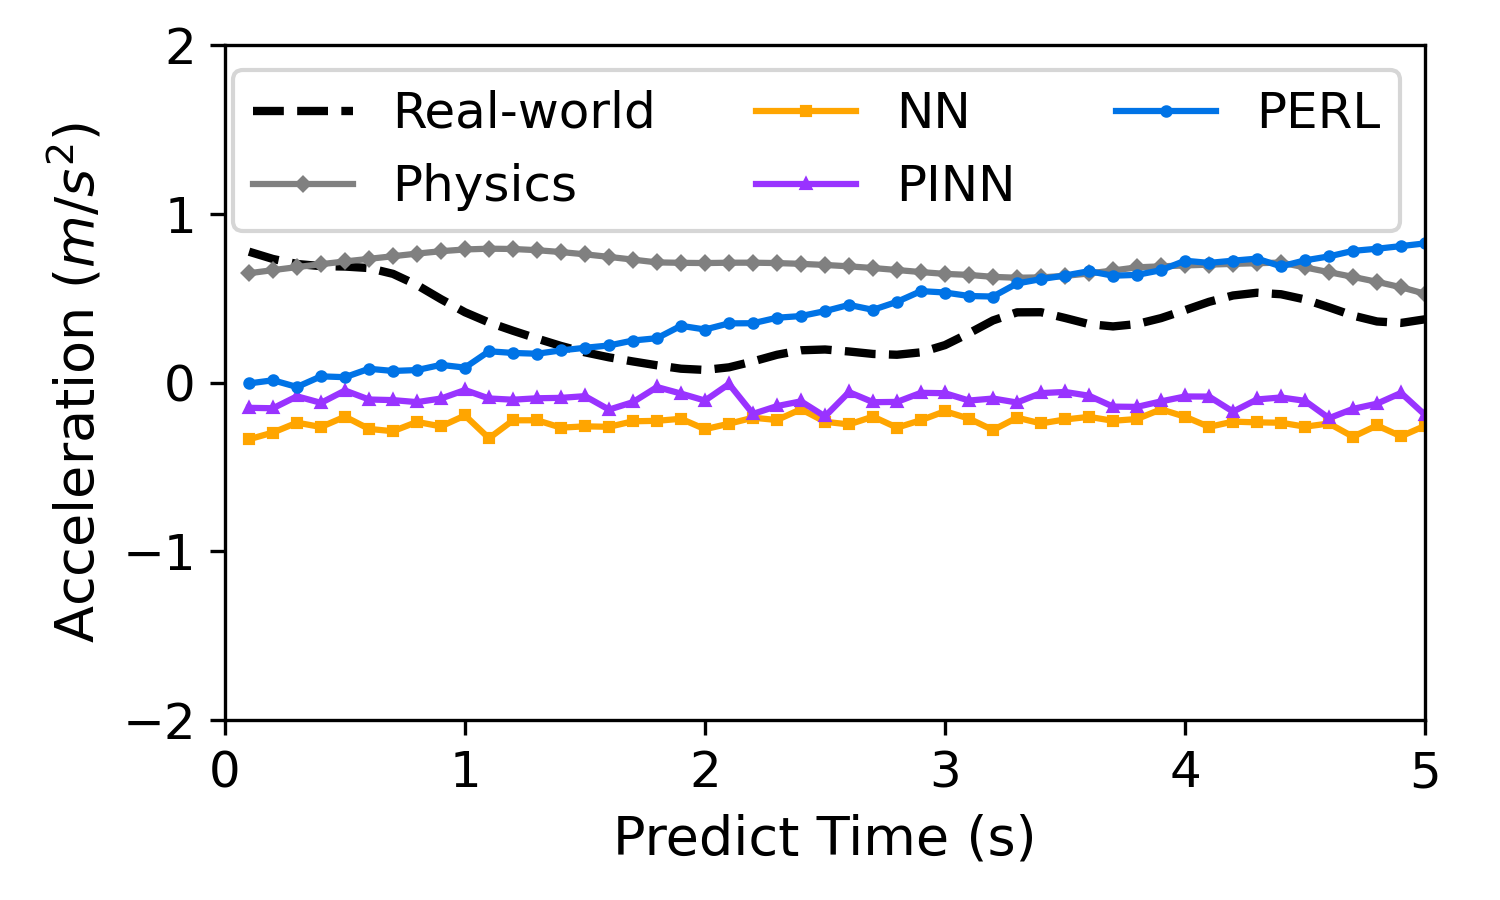 2
1
0
−1
−2
Acceleration (m/s²)
Real-world
Physics
NN
PINN
PERL
0 1 2 3 4 5
Predict Time (s)